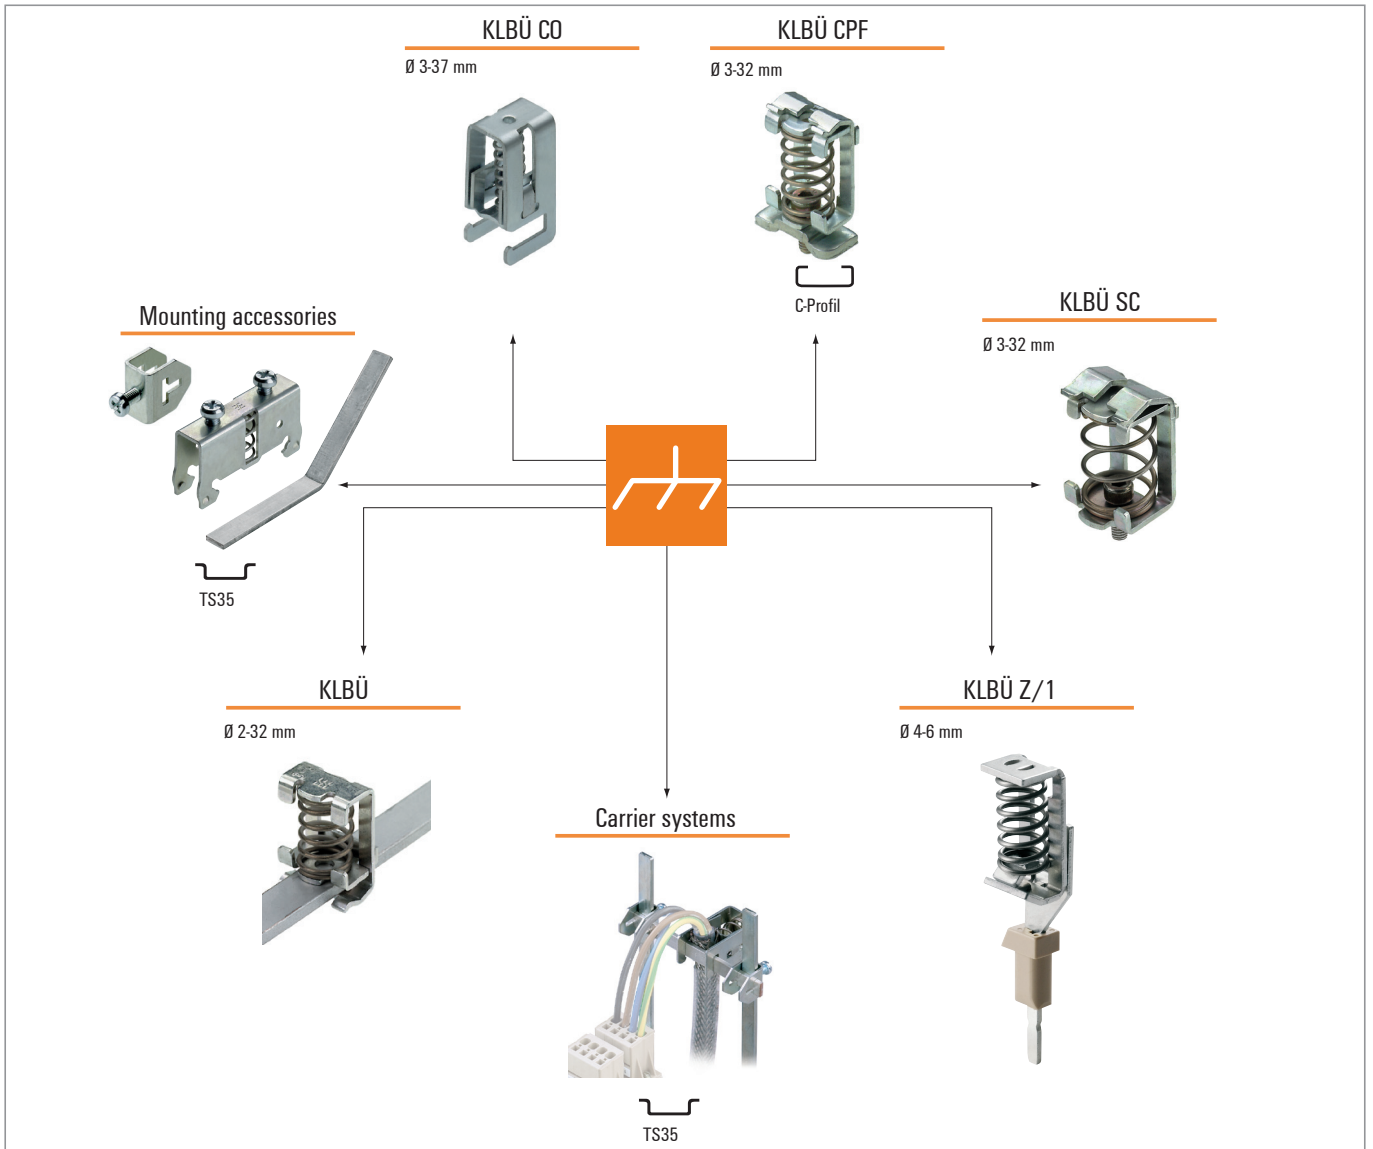 KLBÜ CO
Ø 3-37 mm
KLBÜ CPF
Ø 3-32 mm
C-Profil
Mounting accessories
TS35
KLBÜ SC
Ø 3-32 mm
KLBÜ
Ø 2-32 mm
Carrier systems
TS35
KLBÜ Z/1
Ø 4-6 mm